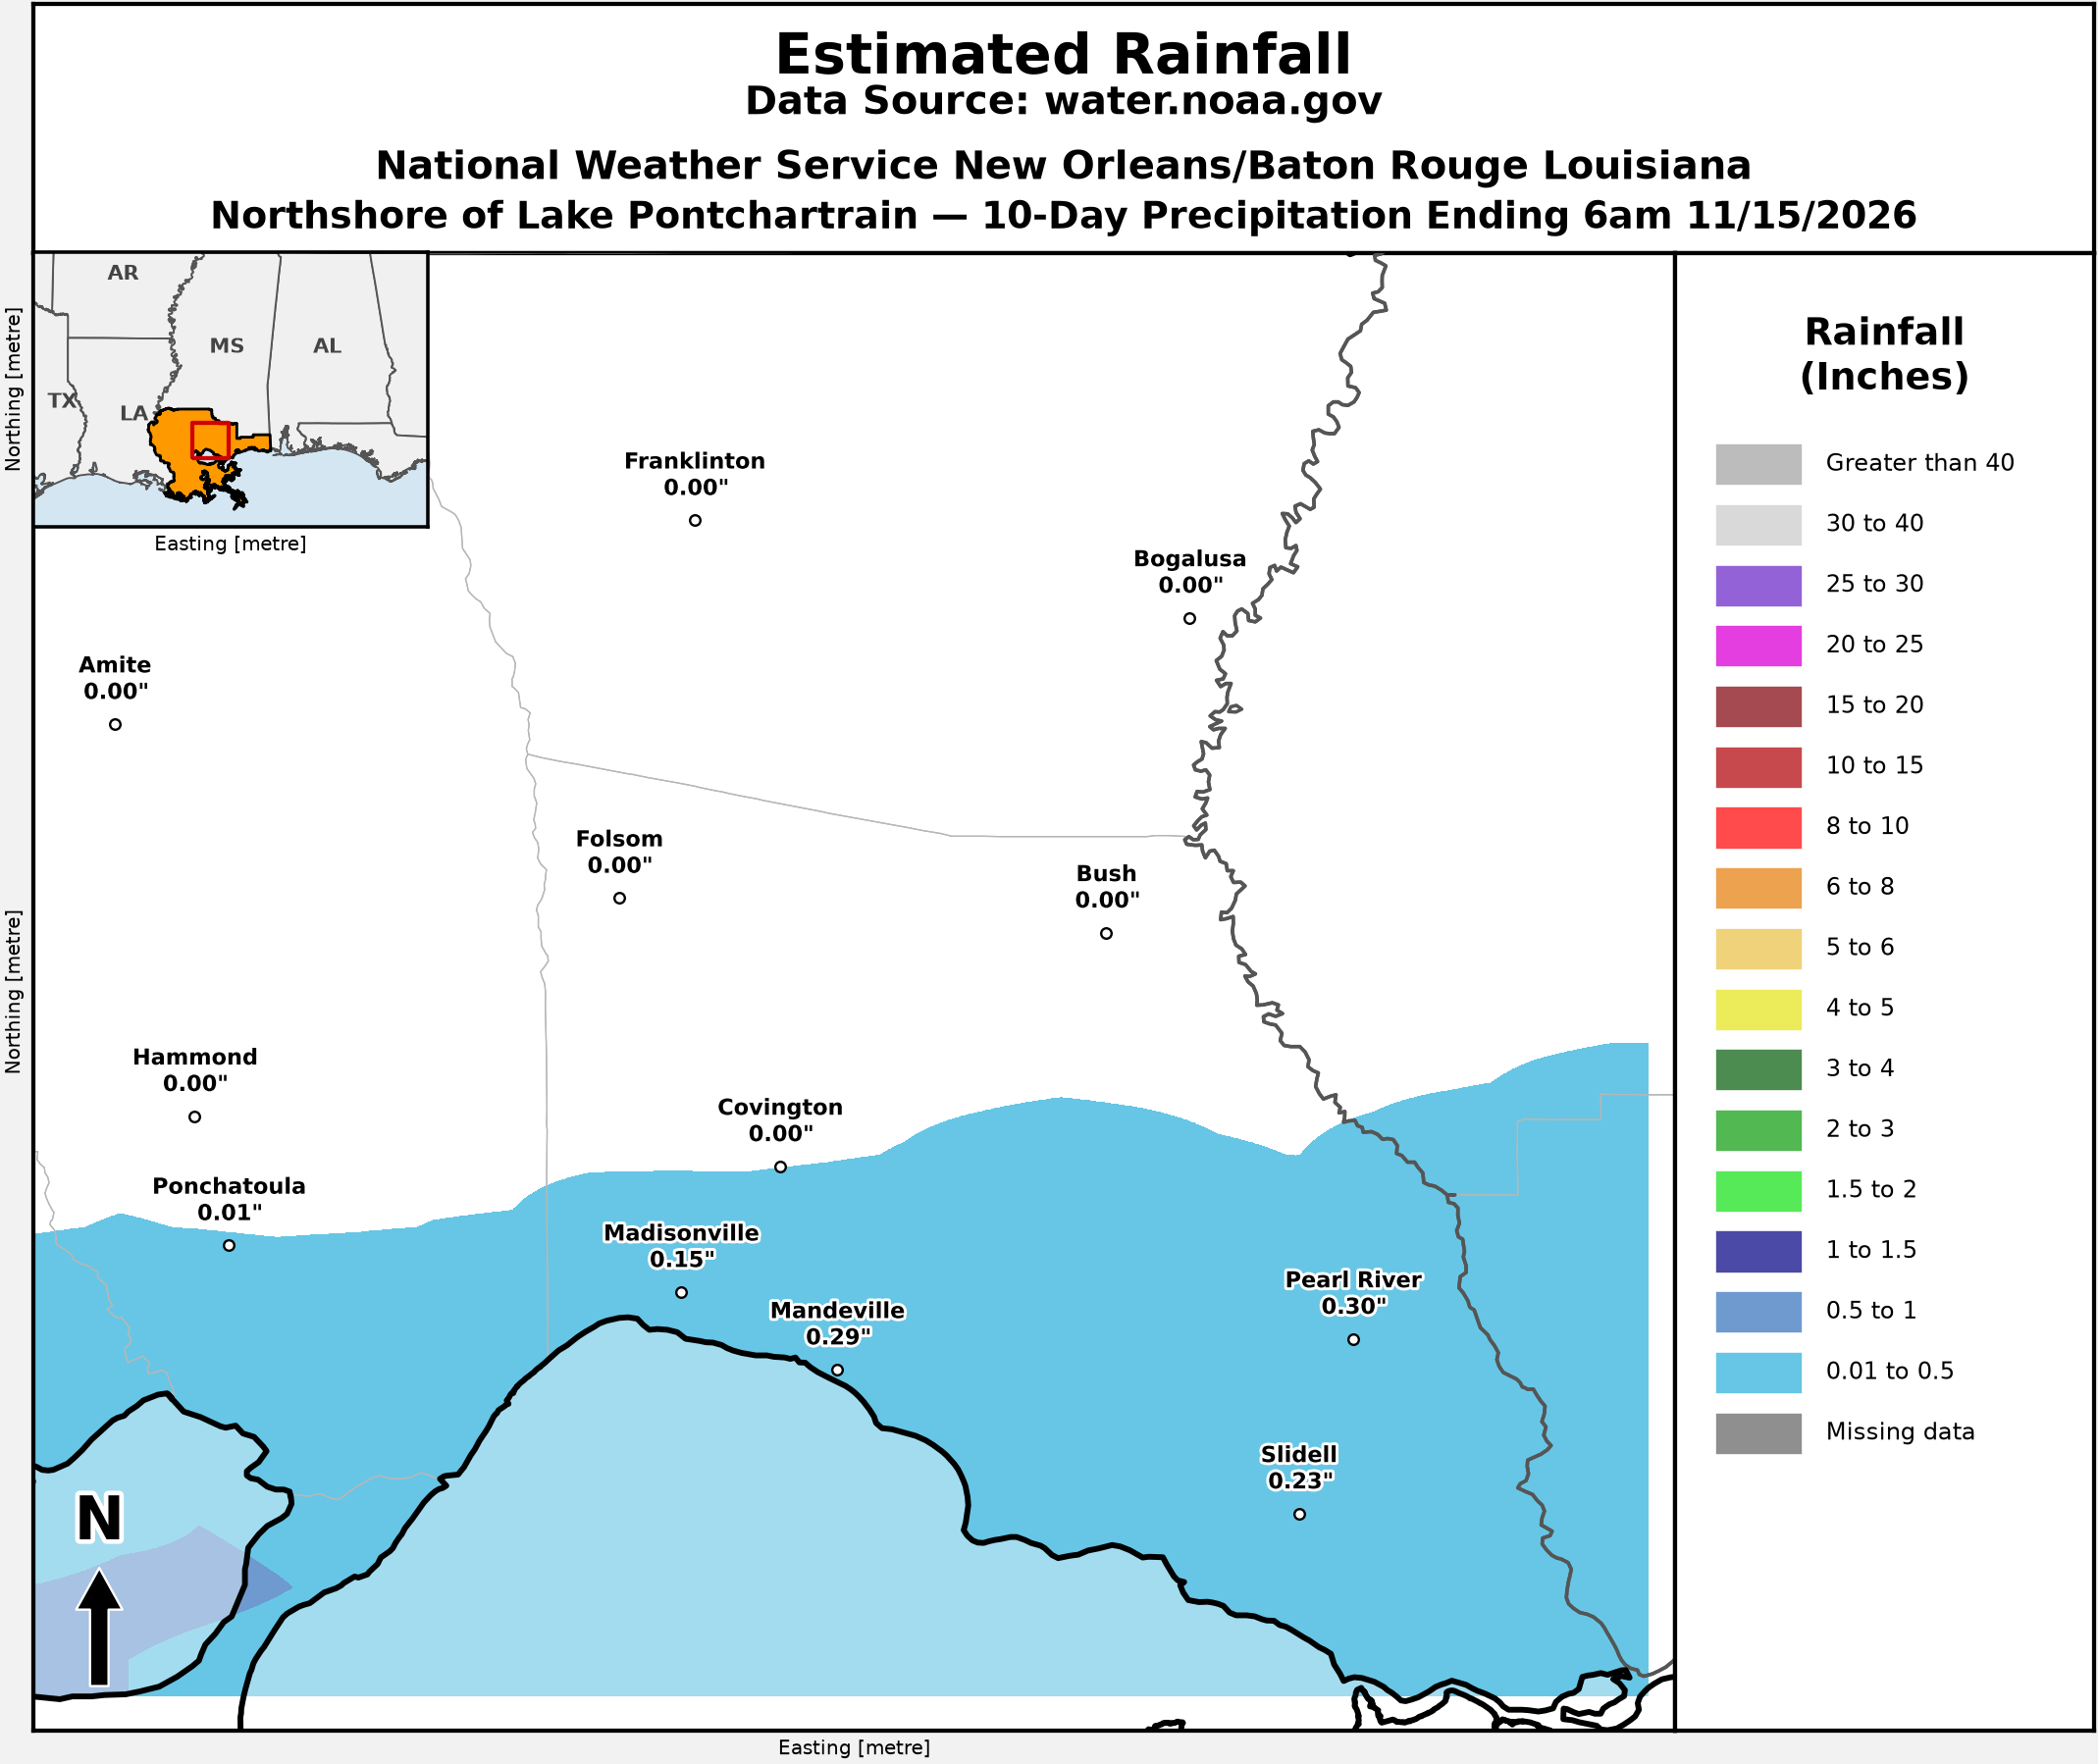 Estimated Rainfall
Data Source: water.noaa.gov
National Weather Service New Orleans/Baton Rouge Louisiana
Northshore of Lake Pontchartrain — 10-Day Precipitation Ending 6am 11/15/2026
AR
MS
AL
TX
LA
Northing [metre]
Easting [metre]
Franklinton
0.00"
Bogalusa
0.00"
Amite
0.00"
Folsom
0.00"
Bush
0.00"
Northing [metre]
Hammond
0.00"
Covington
0.00"
Ponchatoula
0.01"
Madisonville
0.15"
Pearl River
0.30"
Mandeville
0.29"
Slidell
0.23"
N
Easting [metre]
Rainfall
(Inches)
Greater than 40
30 to 40
25 to 30
20 to 25
15 to 20
10 to 15
8 to 10
6 to 8
5 to 6
4 to 5
3 to 4
2 to 3
1.5 to 2
1 to 1.5
0.5 to 1
0.01 to 0.5
Missing data